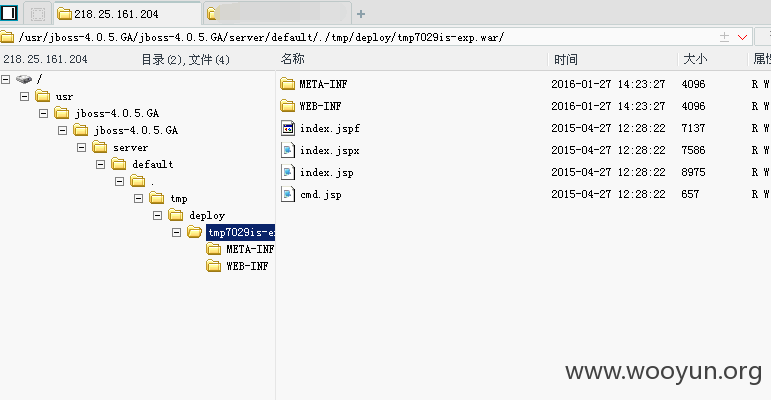 218.25.161.204
/usr/jboss-4.0.5.GA/jboss-4.0.5.GA/server/default/./tmp/deploy/tmp7029is-exp.war/
218.25.161.204 目录(2),文件(4) 名称 时间 大小 属性
/
usr
jboss-4.0.5.GA
jboss-4.0.5.GA
server
default
.
tmp
deploy
tmp7029is-ex
META-INF
WEB-INF
META-INF 2016-01-27 14:23:27 4096 R W
WEB-INF 2016-01-27 14:23:27 4096 R W
index.jspf 2015-04-27 12:28:22 7137 R W
index.jspx 2015-04-27 12:28:22 7586 R W
index.jsp 2015-04-27 12:28:22 8975 R W
cmd.jsp 2015-04-27 12:28:22 657 R W
www.wooyun.org